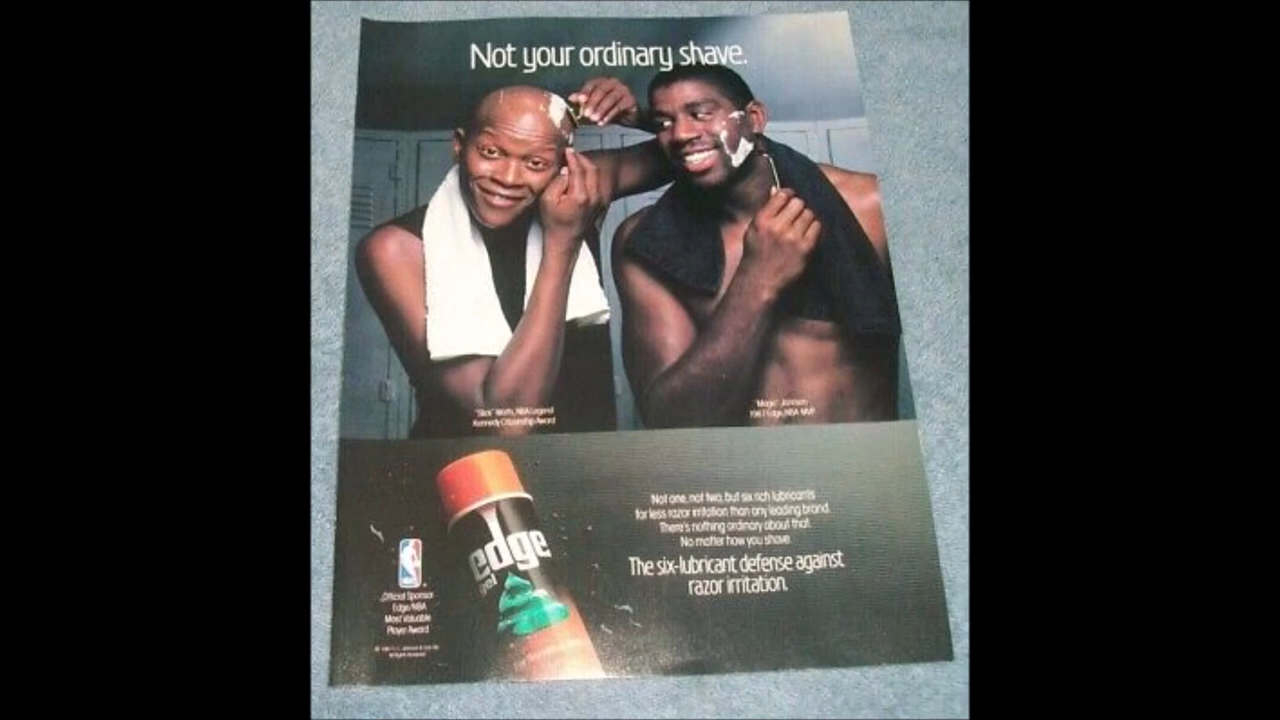 Not your ordinary shave.
"Slick" Watts, NBA Legend
Kennedy Citizenship Award
"Magic" Johnson
1987 Edge/NBA MVP
edge
gel
Not one, not two, but six rich lubricants
for less razor irritation than any leading brand.
There's nothing ordinary about that.
No matter how you shave.
The six-lubricant defense against
razor irritation.
Official Sponsor
Edge/NBA
Most Valuable
Player Award
All Rights Reserved